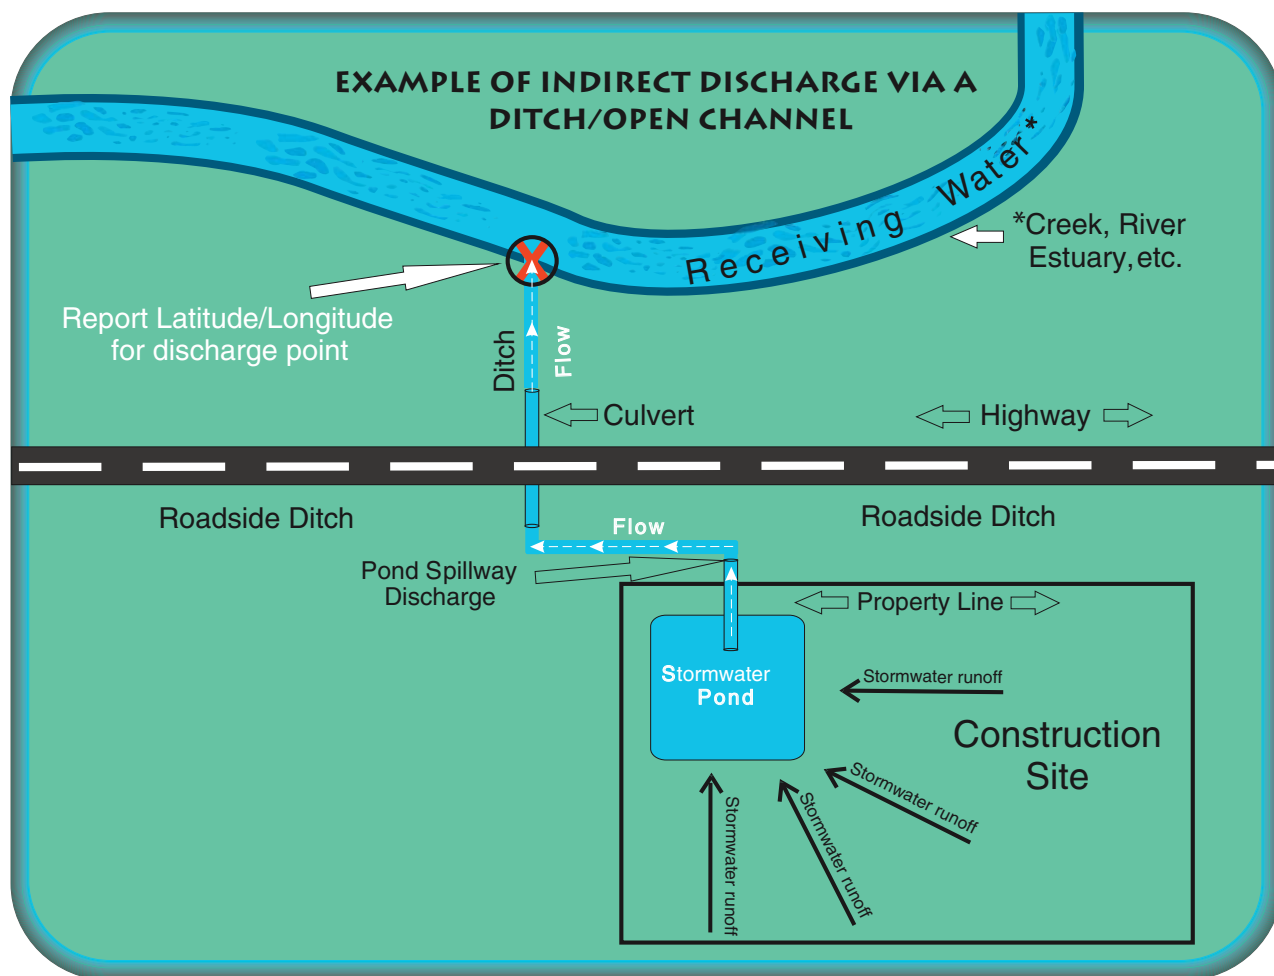 EXAMPLE OF INDIRECT DISCHARGE VIA A
DITCH/OPEN CHANNEL
Receiving Water*
*Creek, River
Estuary, etc.
Report Latitude/Longitude
for discharge point
Ditch
Flow
Culvert
Highway
Roadside Ditch
Roadside Ditch
Flow
Pond Spillway
Discharge
Property Line
Stormwater
Pond
Stormwater runoff
Construction
Site
Stormwater runoff
Stormwater runoff
Stormwater runoff